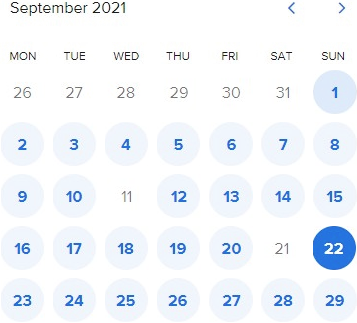 September 2021
MON TUE WED THU FRI SAT SUN
26 27 28 29 30 31 1
2 3 4 5 6 7 8
9 10 11 12 13 14 15
16 17 18 19 20 21 22
23 24 25 26 27 28 29